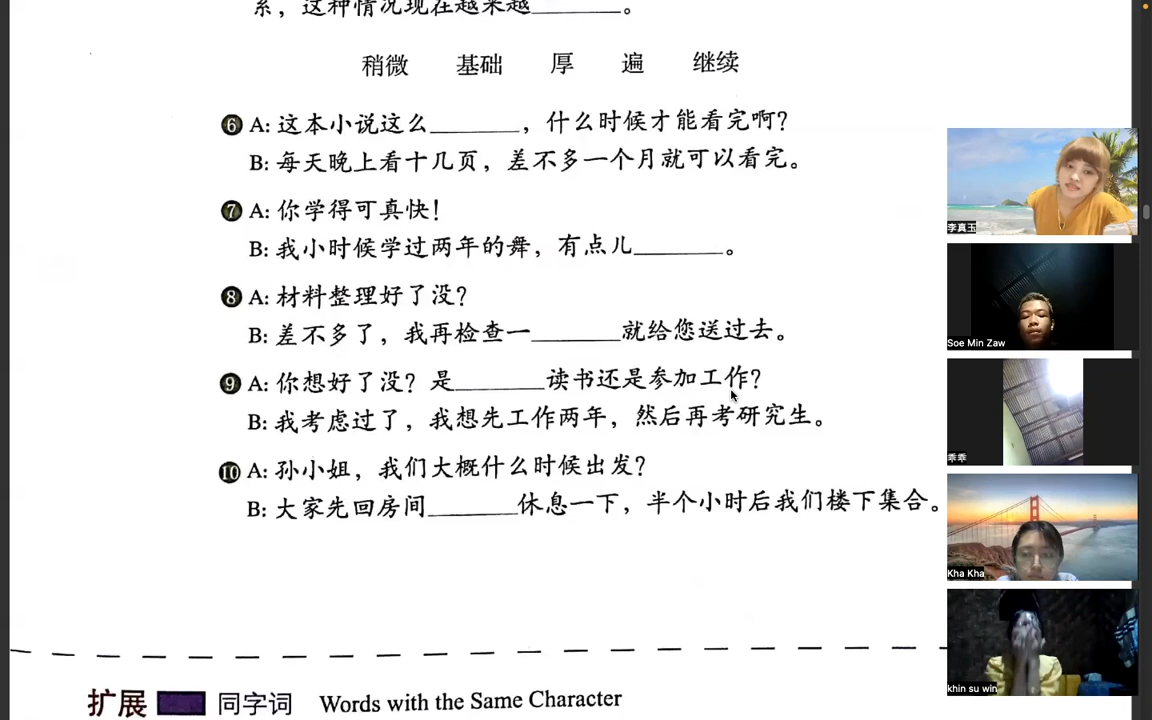 系，这种情况现在越来越_______。
稍微 基础 厚 遍 继续
❻ A: 这本小说这么_______，什么时候才能看完啊?
B: 每天晚上看十几页，差不多一个月就可以看完。
❼ A: 你学得可真快!
B: 我小时候学过两年的舞，有点儿_______。
❽ A: 材料整理好了没?
B: 差不多了，我再检查一_______就给您送过去。
❾ A: 你想好了没? 是_______读书还是参加工作?
B: 我考虑过了，我想先工作两年，然后再考研究生。
❿ A: 孙小姐，我们大概什么时候出发?
B: 大家先回房间_______休息一下，半个小时后我们楼下集合。
扩展 同字词 Words with the Same Character
李真玉
Soe Min Zaw
乖乖
Kha Kha
khin su win